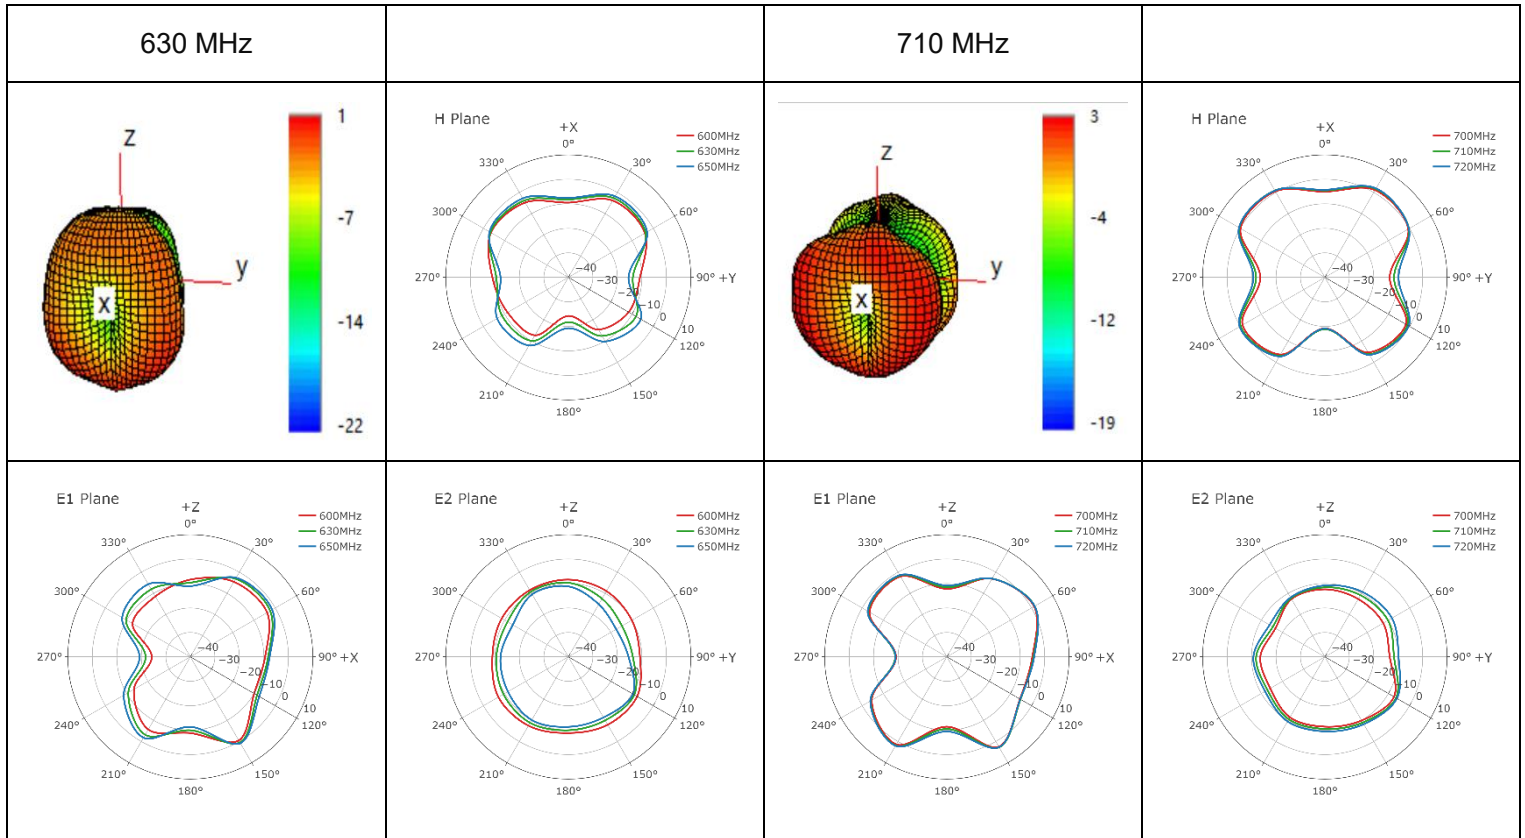 630 MHz
710 MHz
Z
y
X
1
-7
-14
-22
H Plane
+X
0°
30°
60°
90° +Y
120°
150°
180°
210°
240°
270°
300°
330°
−40
−30
−20
−10
0
10
600MHz
630MHz
650MHz
Z
y
X
3
-4
-12
-19
H Plane
+X
0°
30°
60°
90° +Y
120°
150°
180°
210°
240°
270°
300°
330°
−40
−30
−20
−10
0
10
700MHz
710MHz
720MHz
E1 Plane
+Z
0°
30°
60°
90° +X
120°
150°
180°
210°
240°
270°
300°
330°
−40
−30
−20
−10
0
10
600MHz
630MHz
650MHz
E2 Plane
+Z
0°
30°
60°
90° +Y
120°
150°
180°
210°
240°
270°
300°
330°
−40
−30
−20
−10
0
10
600MHz
630MHz
650MHz
E1 Plane
+Z
0°
30°
60°
90° +X
120°
150°
180°
210°
240°
270°
300°
330°
−40
−30
−20
−10
0
10
700MHz
710MHz
720MHz
E2 Plane
+Z
0°
30°
60°
90° +Y
120°
150°
180°
210°
240°
270°
300°
330°
−40
−30
−20
−10
0
10
700MHz
710MHz
720MHz